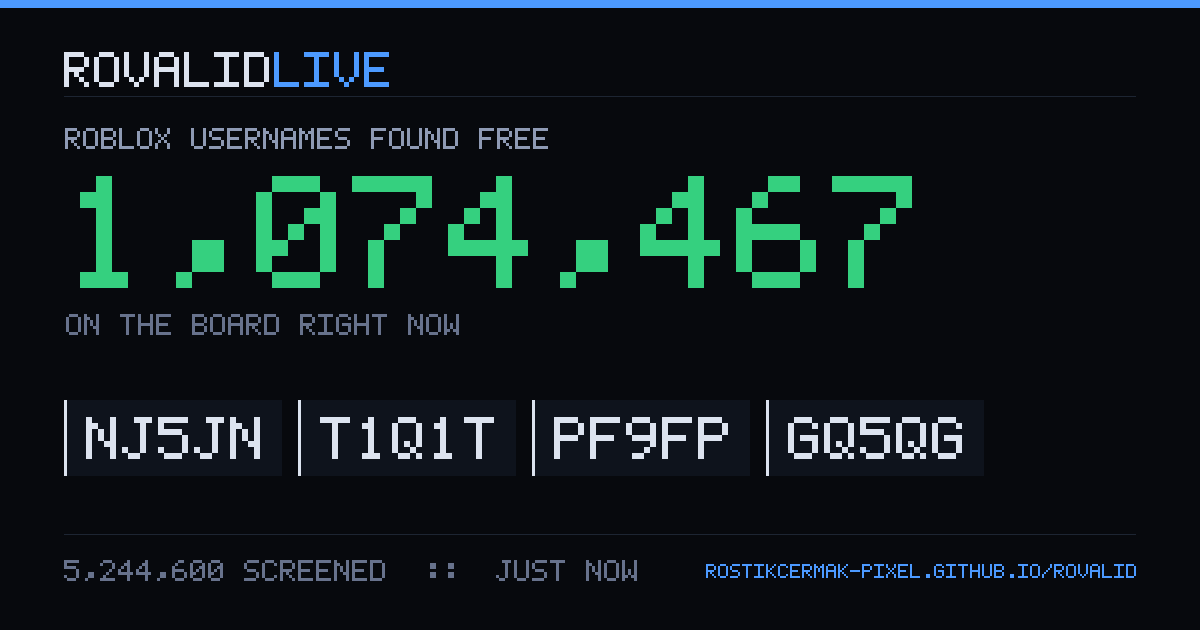 ROVALIDLIVE
ROBLOX USERNAMES FOUND FREE
1,074,467
ON THE BOARD RIGHT NOW
NJ5JN T1Q1T PF9FP GQ5QG
5,244,600 SCREENED :: JUST NOW ROSTIKCERMAK-PIXEL.GITHUB.IO/ROVALID